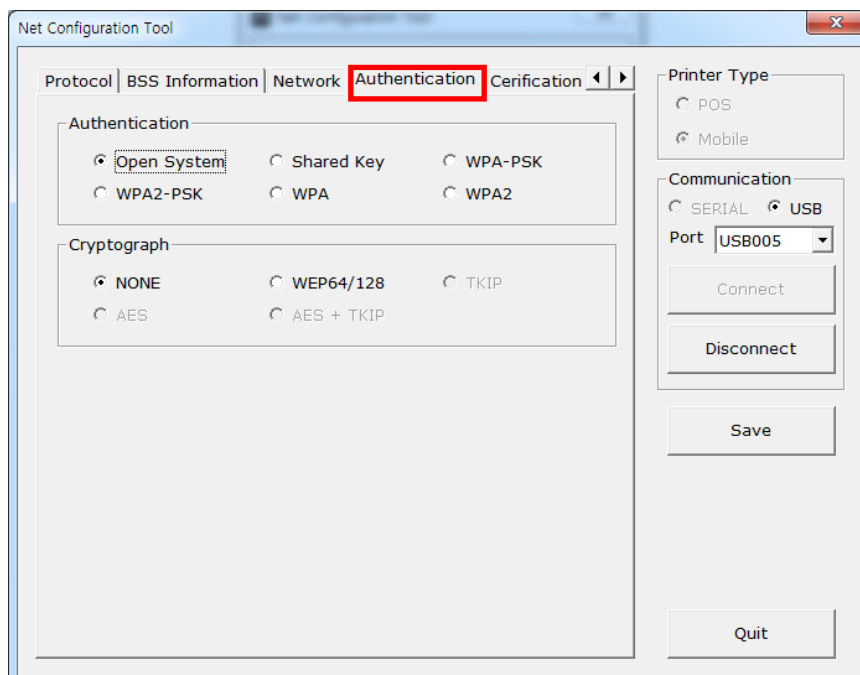 Net Configuration Tool
Protocol BSS Information Network Authentication Cerification
Authentication
Open System Shared Key WPA-PSK
WPA2-PSK WPA WPA2
Cryptograph
NONE WEP64/128 TKIP
AES AES + TKIP
Printer Type
POS
Mobile
Communication
SERIAL USB
Port USB005
Connect
Disconnect
Save
Quit